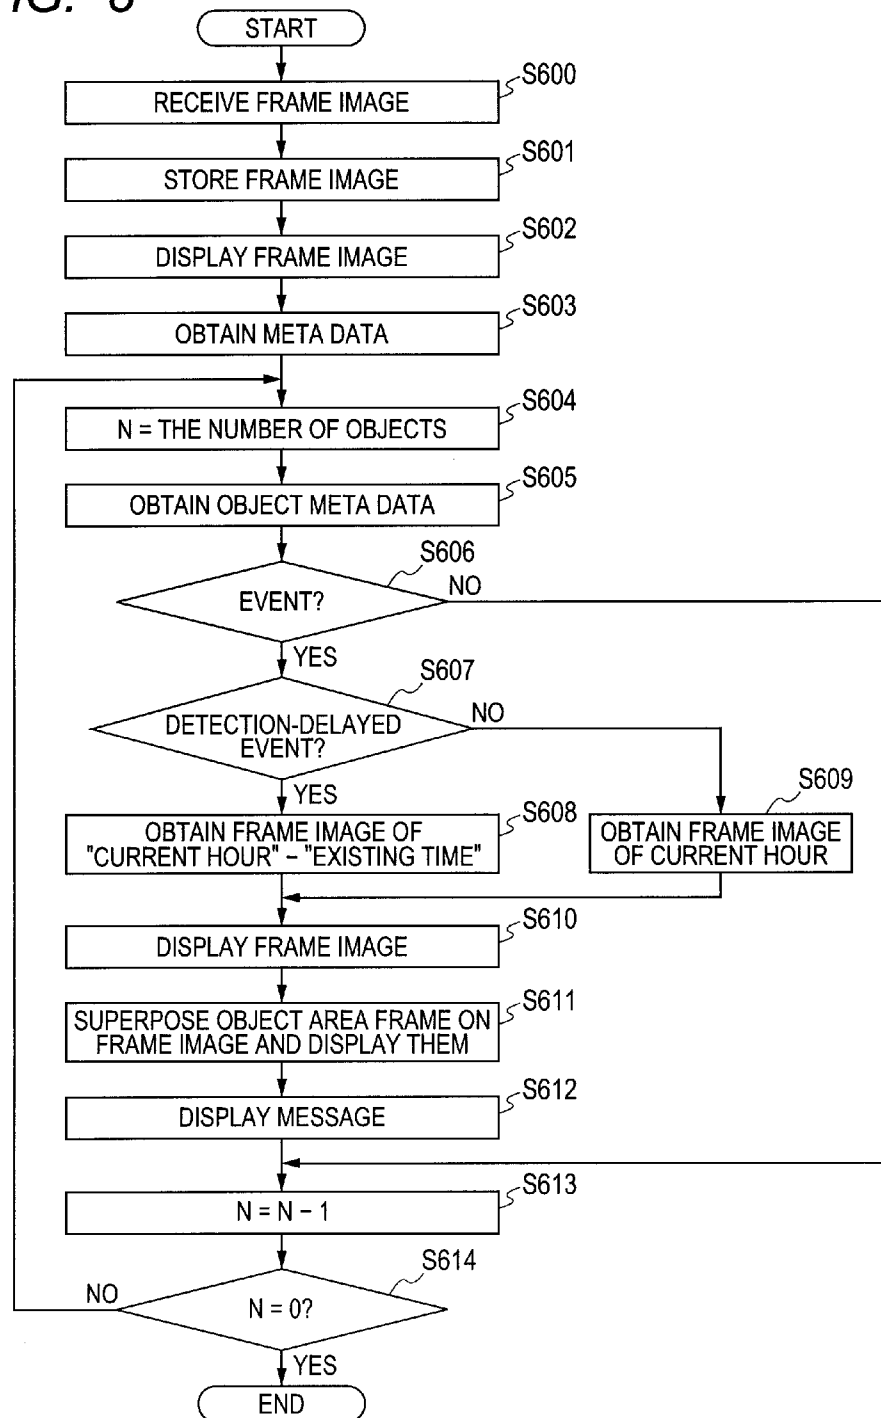 START
S600
RECEIVE FRAME IMAGE
S601
STORE FRAME IMAGE
S602
DISPLAY FRAME IMAGE
S603
OBTAIN META DATA
S604
N = THE NUMBER OF OBJECTS
S605
OBTAIN OBJECT META DATA
S606
EVENT?
NO
YES
S607
DETECTION-DELAYED
EVENT?
NO
YES
S608
OBTAIN FRAME IMAGE OF
"CURRENT HOUR" – "EXISTING TIME"
S609
OBTAIN FRAME IMAGE
OF CURRENT HOUR
S610
DISPLAY FRAME IMAGE
S611
SUPERPOSE OBJECT AREA FRAME ON
FRAME IMAGE AND DISPLAY THEM
S612
DISPLAY MESSAGE
S613
N = N – 1
S614
N = 0?
NO
YES
END